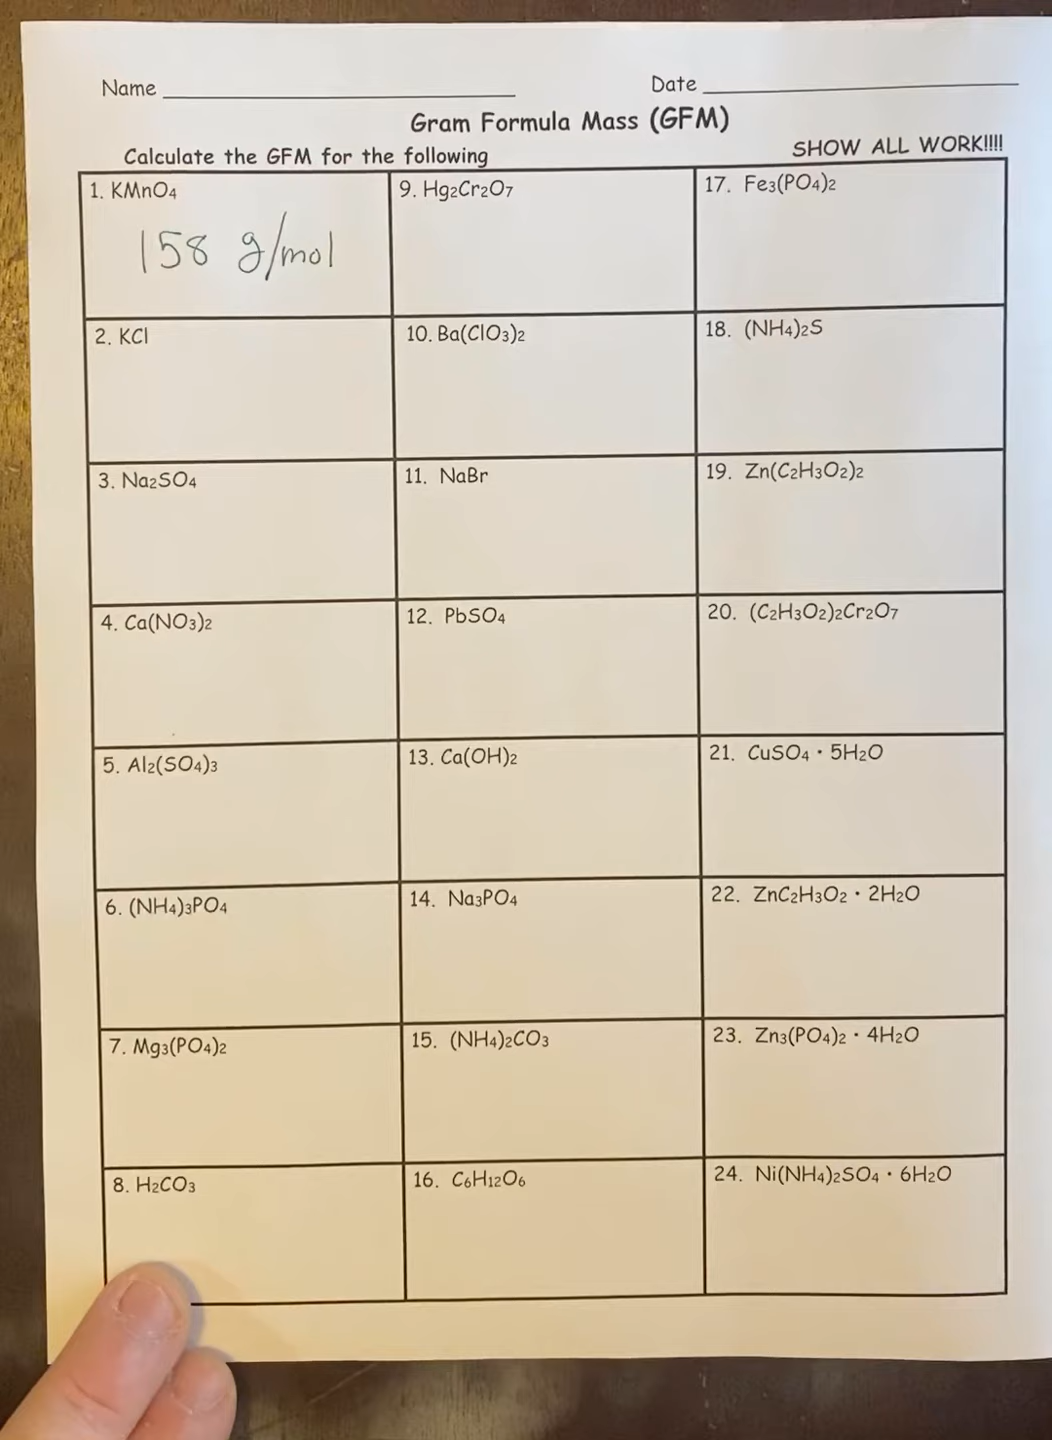 Name ____________ Date ____________
Gram Formula Mass (GFM)
Calculate the GFM for the following SHOW ALL WORK!!!!
1. KMnO4
158 g/mol
2. KCl
3. Na2SO4
4. Ca(NO3)2
5. Al2(SO4)3
6. (NH4)3PO4
7. Mg3(PO4)2
8. H2CO3
9. Hg2Cr2O7
10. Ba(ClO3)2
11. NaBr
12. PbSO4
13. Ca(OH)2
14. Na3PO4
15. (NH4)2CO3
16. C6H12O6
17. Fe3(PO4)2
18. (NH4)2S
19. Zn(C2H3O2)2
20. (C2H3O2)2Cr2O7
21. CuSO4 · 5H2O
22. ZnC2H3O2 · 2H2O
23. Zn3(PO4)2 · 4H2O
24. Ni(NH4)2SO4 · 6H2O